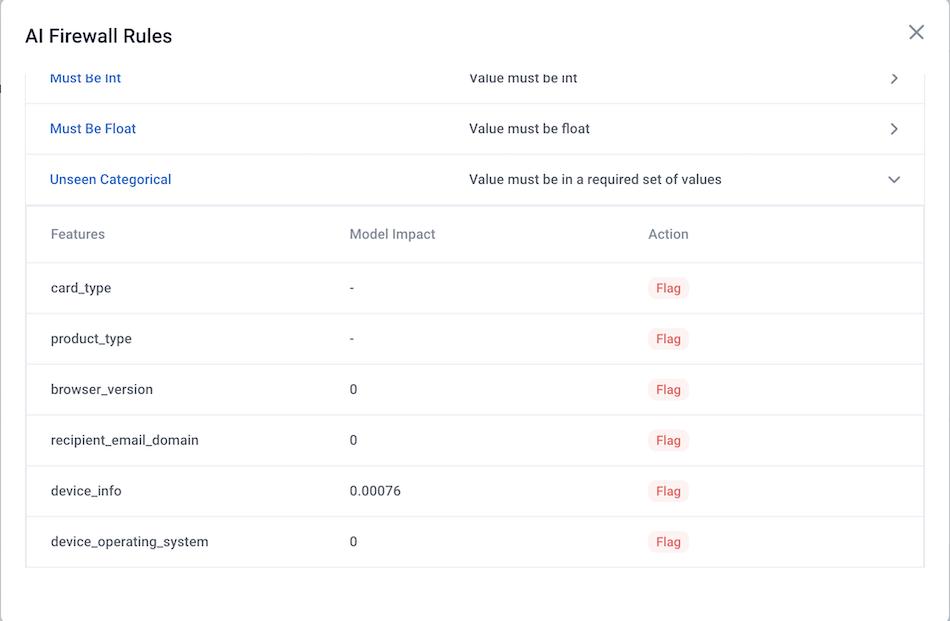 AI Firewall Rules
Must Be Int Value must be int
Must Be Float Value must be float
Unseen Categorical Value must be in a required set of values
Features Model Impact Action
card_type - Flag
product_type - Flag
browser_version 0 Flag
recipient_email_domain 0 Flag
device_info 0.00076 Flag
device_operating_system 0 Flag